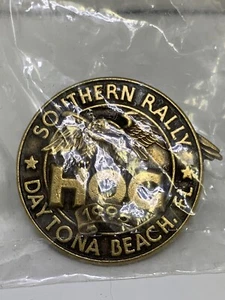 SOUTHERN RALLY
HOG
DAYTONA BEACH, FL